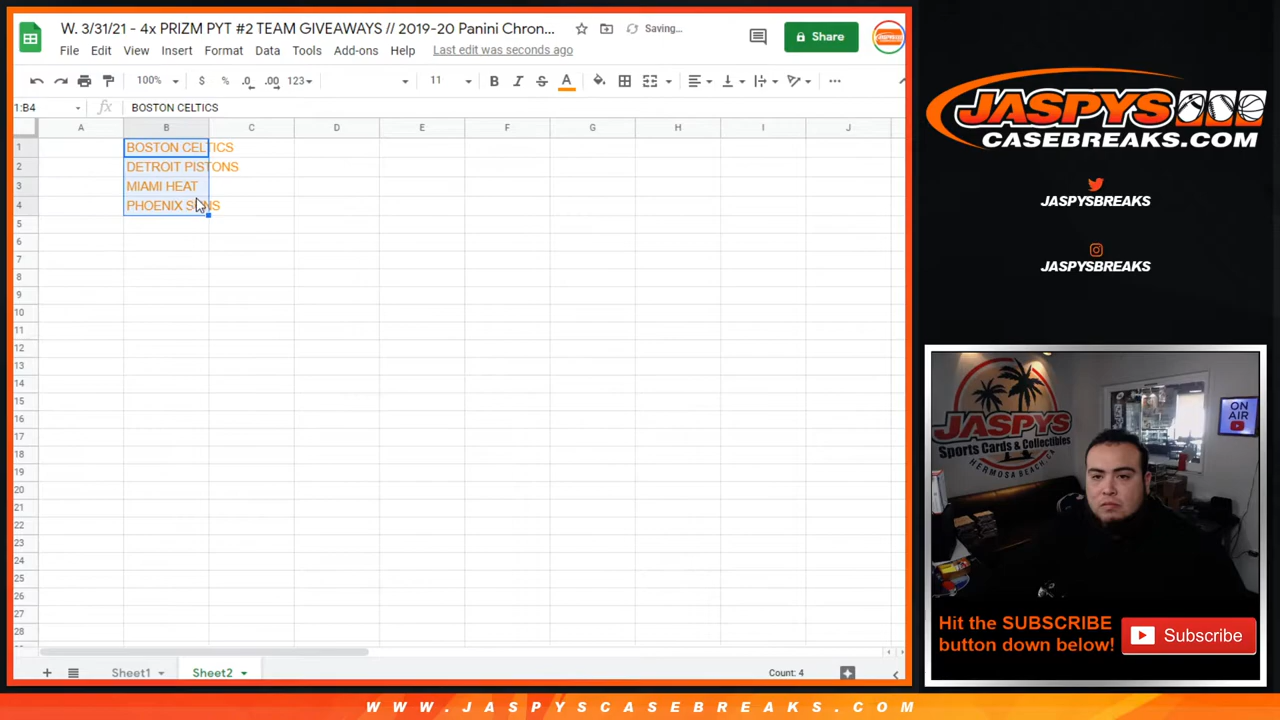 W. 3/31/21 - 4x PRIZM PYT #2 TEAM GIVEAWAYS // 2019-20 Panini Chron...
Saving...
Share
File Edit View Insert Format Data Tools Add-ons Help Last edit was seconds ago
100% $ % .0 .00 123 11 B I S A
1:B4 fx BOSTON CELTICS
A B C D E F G H I J
1 BOSTON CELTICS
2 DETROIT PISTONS
3 MIAMI HEAT
4 PHOENIX SUNS
5
6
7
8
9
10
11
12
13
14
15
16
17
18
19
20
21
22
23
24
25
26
27
28
Sheet1 Sheet2 Count: 4
JASPYS
CASEBREAKS.COM
JASPYSBREAKS
JASPYSBREAKS
JASPYS
Sports Cards & Collectibles
HERMOSA BEACH, CA
ON
AIR
Hit the SUBSCRIBE
button down below!
Subscribe
WWW.JASPYSCASEBREAKS.COM